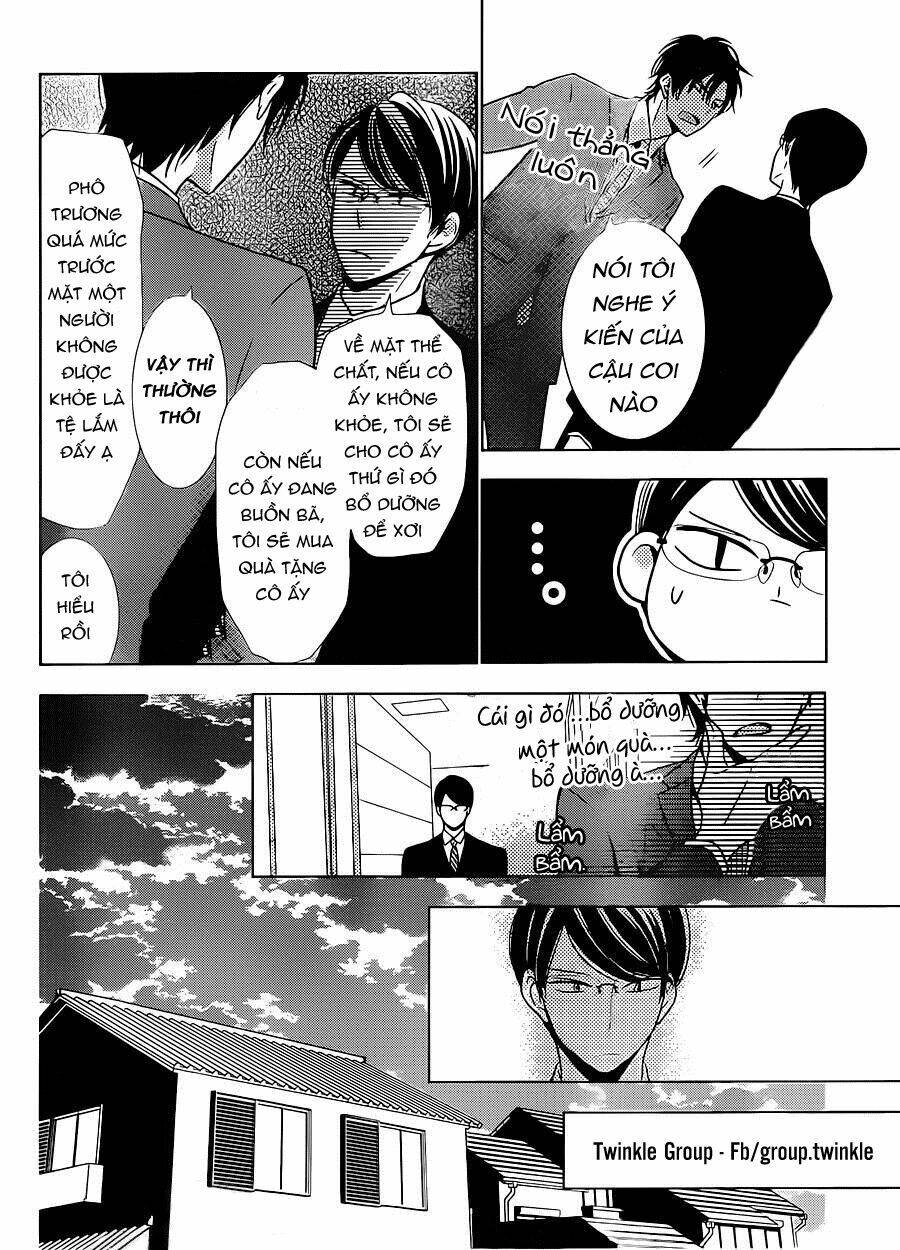 Nói thẳng
luôn
NÓI TÔI
NGHE Ý
KIẾN CỦA
CẬU COI
NÀO
VỀ MẶT THỂ
CHẤT, NẾU CÔ
ẤY KHÔNG
KHỎE, TÔI SẼ
CHO CÔ ẤY
THỨ GÌ ĐÓ
BỔ DƯỠNG
ĐỂ XƠI
CÒN NẾU
CÔ ẤY ĐANG
BUỒN BÃ,
TÔI SẼ MUA
QUÀ TẶNG
CÔ ẤY
VẬY THÌ
THƯỜNG
THÔI
PHÔ
TRƯƠNG
QUÁ MỨC
TRƯỚC
MẶT MỘT
NGƯỜI
KHÔNG
ĐƯỢC
KHỎE LÀ
TỆ LẮM
ĐẤY Ạ
TÔI
HIỂU
RỒI
Cái gì đó...bổ dưỡng
một món quà...
bổ dưỡng là...
Lẩm
Bẩm
Lẩm
Bẩm
Twinkle Group - Fb/group.twinkle